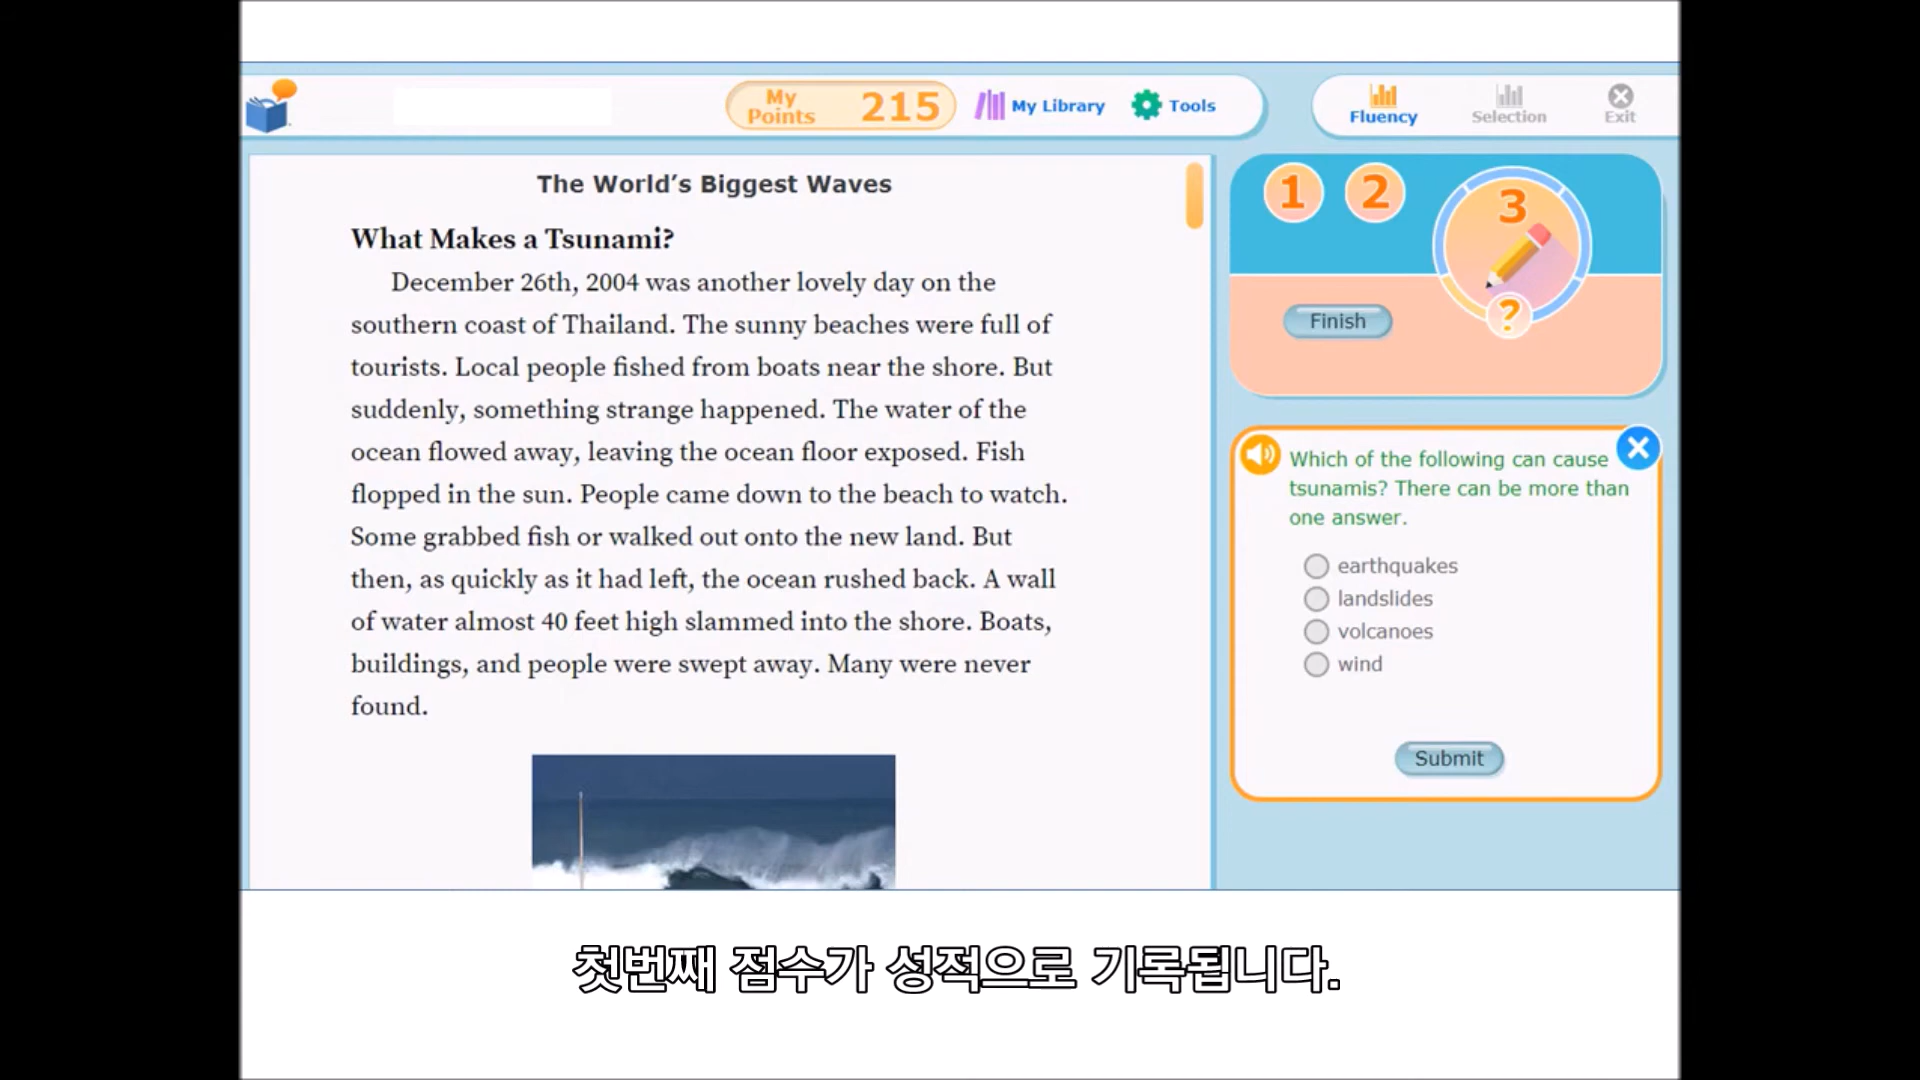 My Points 215
My Library
Tools
Fluency
Selection
Exit
The World's Biggest Waves
What Makes a Tsunami?
December 26th, 2004 was another lovely day on the
southern coast of Thailand. The sunny beaches were full of
tourists. Local people fished from boats near the shore. But
suddenly, something strange happened. The water of the
ocean flowed away, leaving the ocean floor exposed. Fish
flopped in the sun. People came down to the beach to watch.
Some grabbed fish or walked out onto the new land. But
then, as quickly as it had left, the ocean rushed back. A wall
of water almost 40 feet high slammed into the shore. Boats,
buildings, and people were swept away. Many were never
found.
1
2
3
?
Finish
Which of the following can cause
tsunamis? There can be more than
one answer.
earthquakes
landslides
volcanoes
wind
Submit
첫번째 점수가 성적으로 기록됩니다.